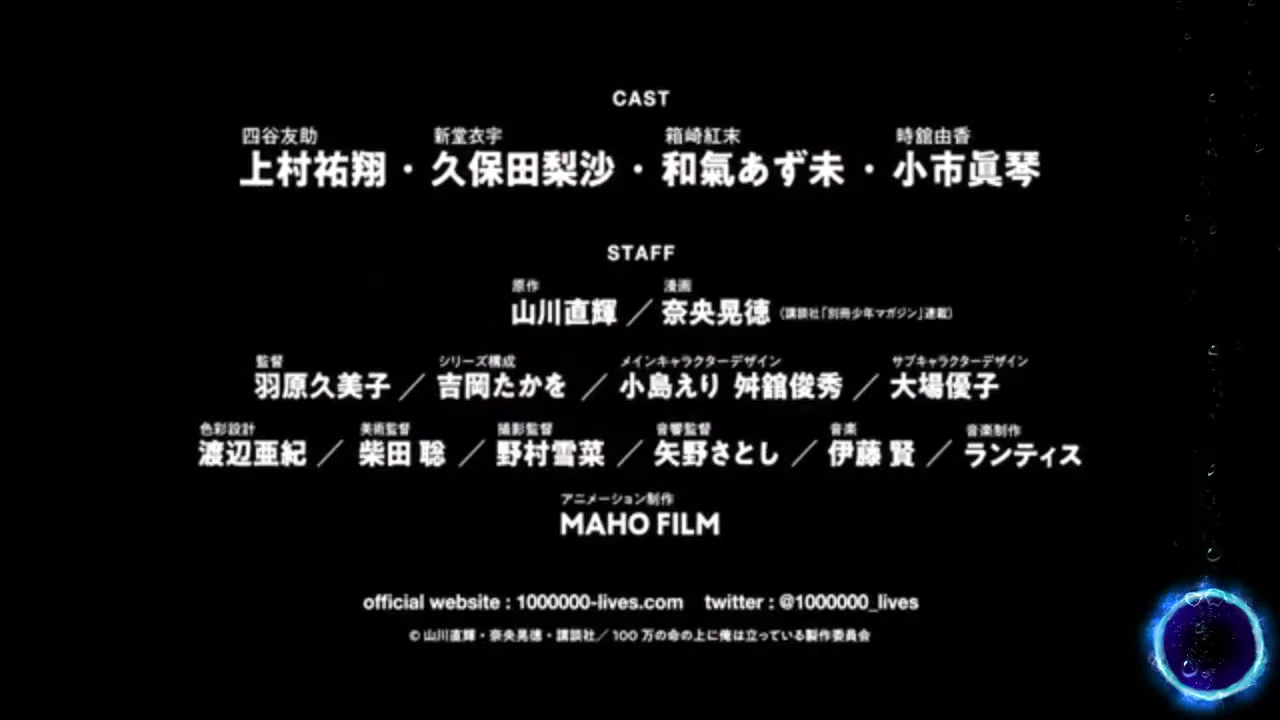 CAST
四谷友助 新堂衣宇 箱崎紅末 時舘由香
上村祐翔・久保田梨沙・和氣あず未・小市眞琴
STAFF
原作 漫画
山川直輝／奈央晃徳（講談社「別冊少年マガジン」連載）
監督 シリーズ構成 メインキャラクターデザイン サブキャラクターデザイン
羽原久美子／吉岡たかを／小島えり 舛舘俊秀／大場優子
色彩設計 美術監督 撮影監督 音響監督 音楽 音楽制作
渡辺亜紀／柴田 聡／野村雪菜／矢野さとし／伊藤 賢／ランティス
アニメーション制作
MAHO FILM
official website : 1000000-lives.com twitter : @1000000_lives
© 山川直輝・奈央晃徳・講談社／100 万の命の上に俺は立っている製作委員会